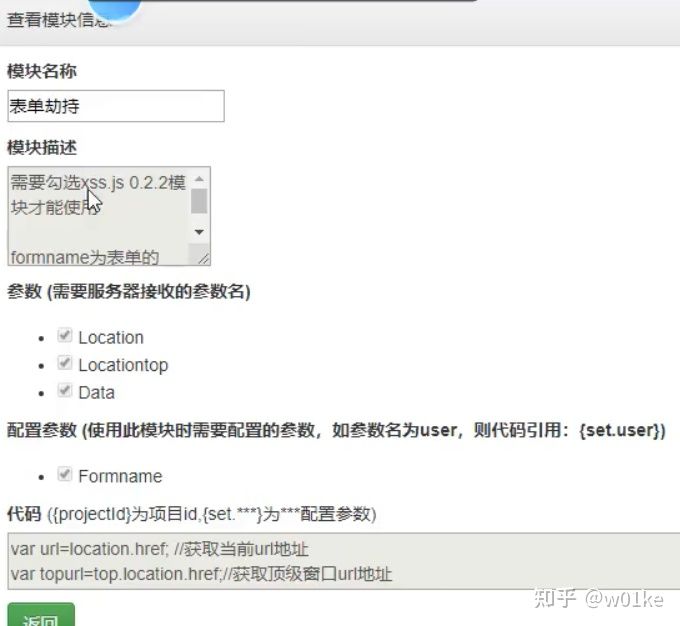 查看模块信息
模块名称
表单劫持
模块描述
需要勾选xss.js 0.2.2模
块才能使用
formname为表单的
参数 (需要服务器接收的参数名)
Location
Locationtop
Data
配置参数 (使用此模块时需要配置的参数，如参数名为user，则代码引用：{set.user})
Formname
代码 ({projectId}为项目id,{set.***}为***配置参数)
var url=location.href; //获取当前url地址
var topurl=top.location.href;//获取顶级窗口url地址
知乎 @w01ke
返回